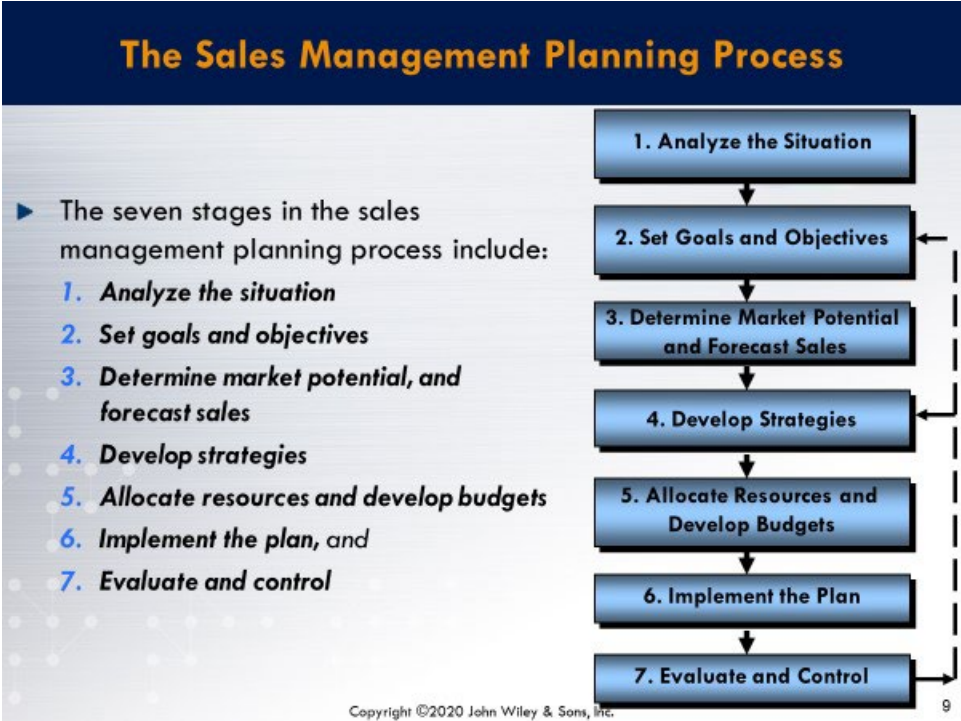 The Sales Management Planning Process
The seven stages in the sales
management planning process include:
1. Analyze the situation
2. Set goals and objectives
3. Determine market potential, and
forecast sales
4. Develop strategies
5. Allocate resources and develop budgets
6. Implement the plan, and
7. Evaluate and control
1. Analyze the Situation
2. Set Goals and Objectives
3. Determine Market Potential
and Forecast Sales
4. Develop Strategies
5. Allocate Resources and
Develop Budgets
6. Implement the Plan
7. Evaluate and Control
Copyright ©2020 John Wiley & Sons, Inc.
9